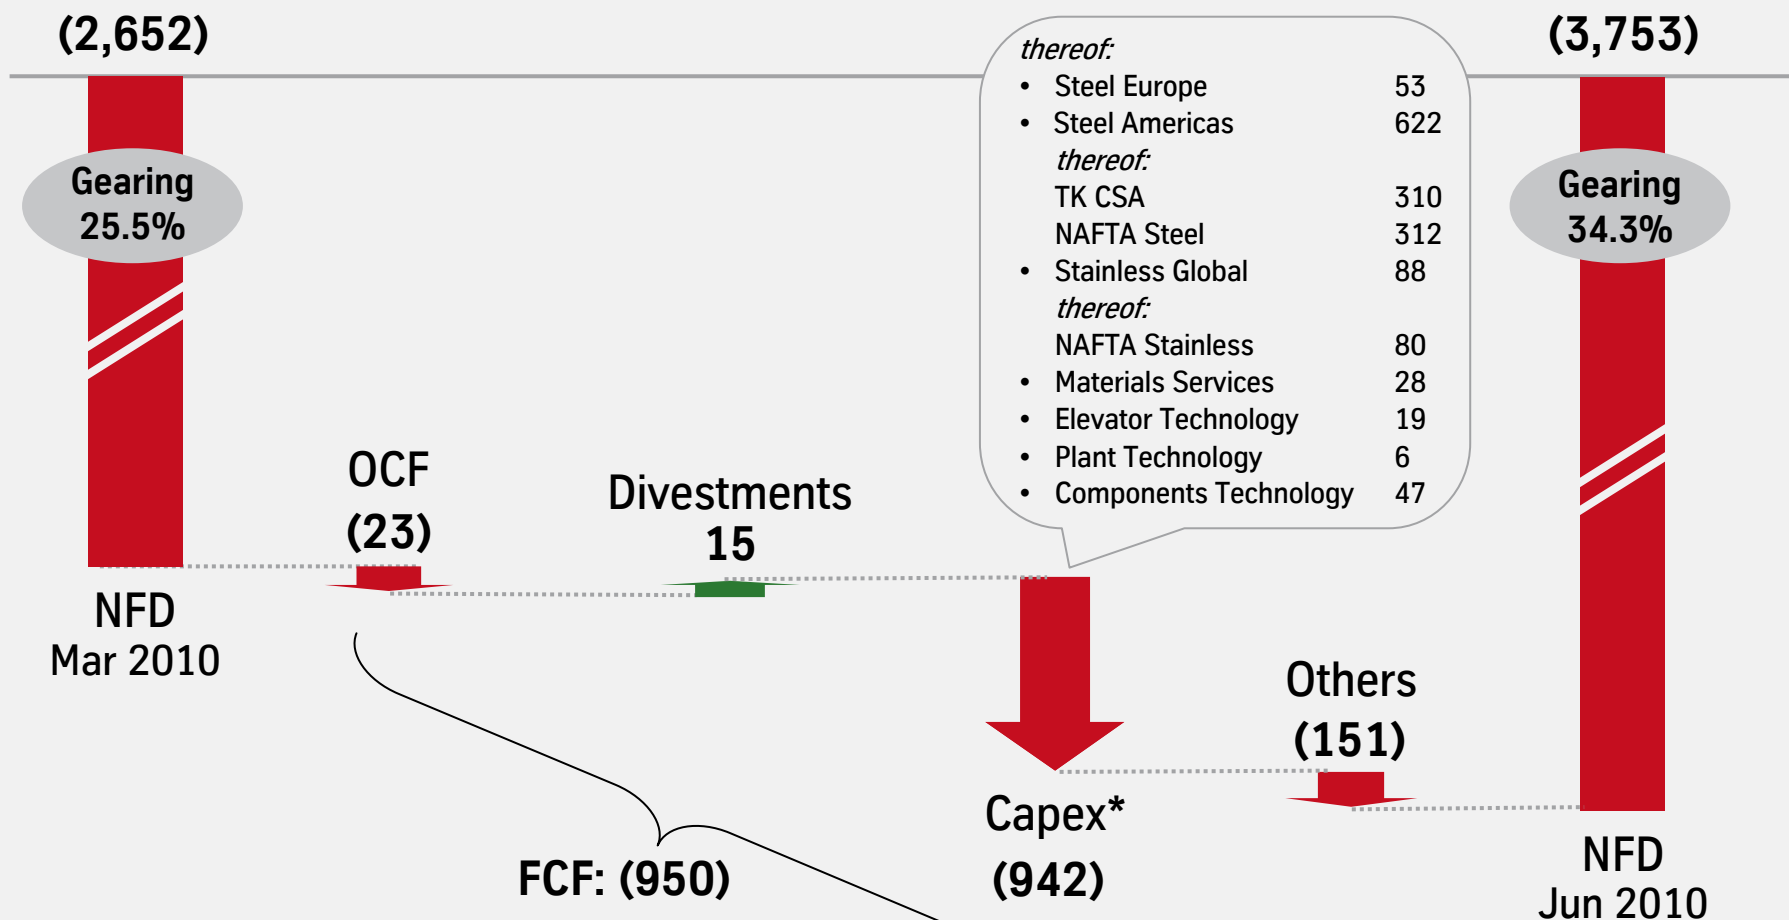 (2,652)
Gearing
25.5%
NFD
Mar 2010
OCF
(23)
Divestments
15
thereof:
• Steel Europe 53
• Steel Americas 622
thereof:
TK CSA 310
NAFTA Steel 312
• Stainless Global 88
thereof:
NAFTA Stainless 80
• Materials Services 28
• Elevator Technology 19
• Plant Technology 6
• Components Technology 47
Capex*
(942)
FCF: (950)
Others
(151)
(3,753)
Gearing
34.3%
NFD
Jun 2010